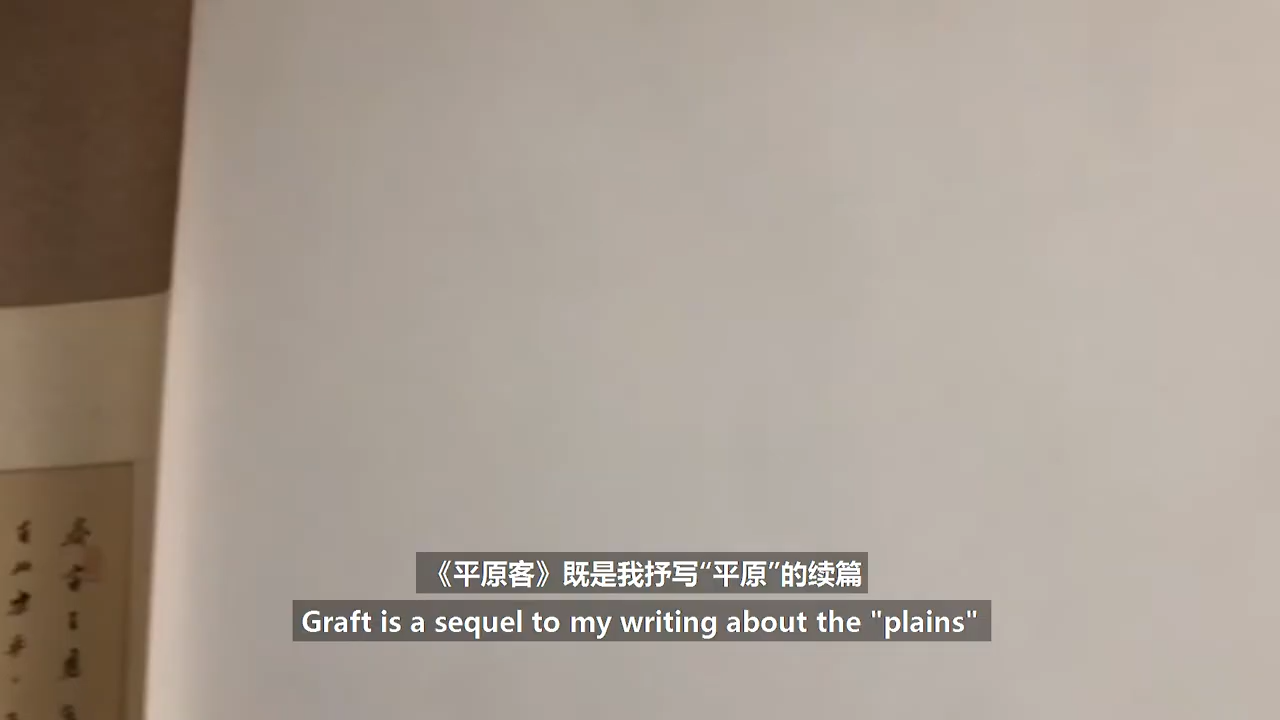 《平原客》既是我抒写“平原”的续篇
Graft is a sequel to my writing about the "plains"